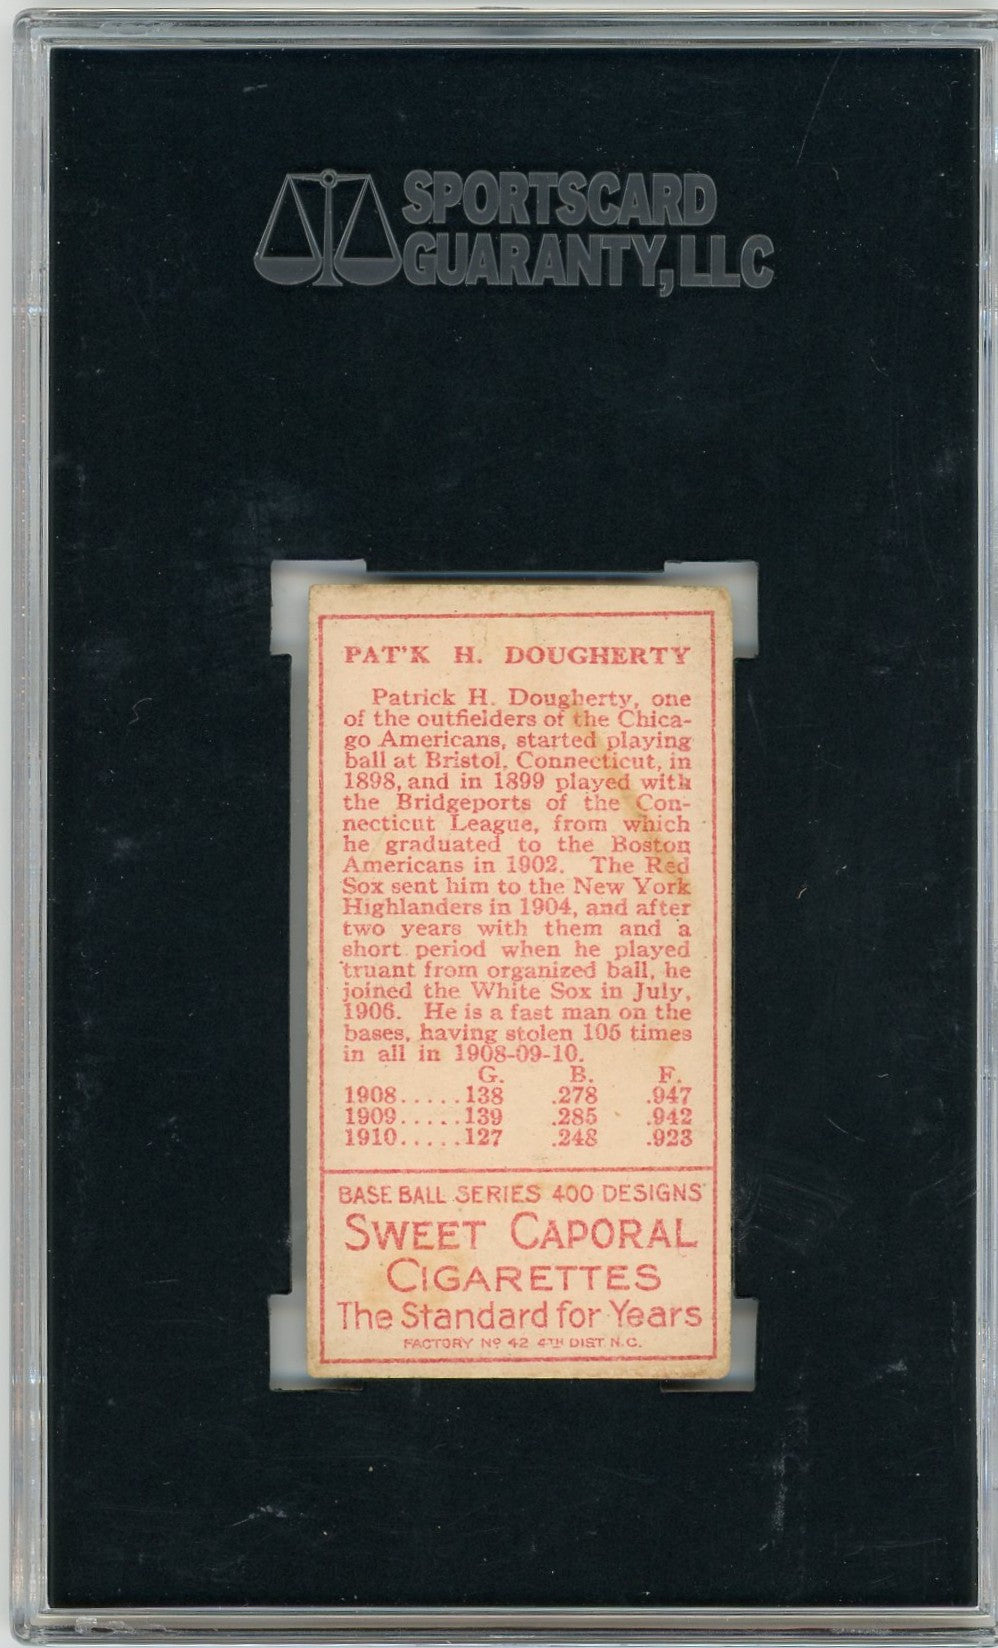 SPORTSCARD
GUARANTY, LLC
PAT'K H. DOUGHERTY
Patrick H. Dougherty, one
of the outfielders of the Chica-
go Americans, started playing
ball at Bristol, Connecticut, in
1898, and in 1899 played with
the Bridgeports of the Con-
necticut League, from which
he graduated to the Boston
Americans in 1902. The Red
Sox sent him to the New York
Highlanders in 1904, and after
two years with them and a
short period when he played
truant from organized ball, he
joined the White Sox in July,
1906. He is a fast man on the
bases, having stolen 105 times
in all in 1908-09-10.
G. B. F.
1908.....138 .278 .947
1909.....139 .285 .942
1910.....127 .248 .923
BASE BALL SERIES 400 DESIGNS
SWEET CAPORAL
CIGARETTES
The Standard for Years
FACTORY Nº 42 4TH DIST. N.C.